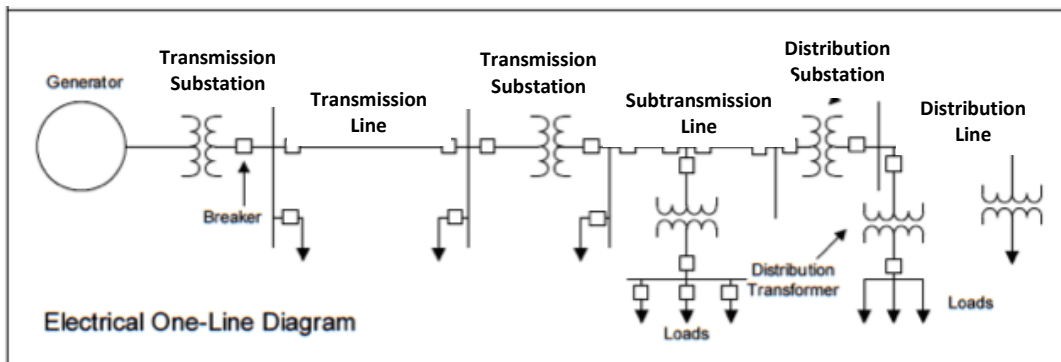 Generator
Transmission
Substation
Transmission
Line
Transmission
Substation
Subtransmission
Line
Distribution
Substation
Distribution
Line
Breaker
Distribution
Transformer
Loads
Loads
Electrical One-Line Diagram